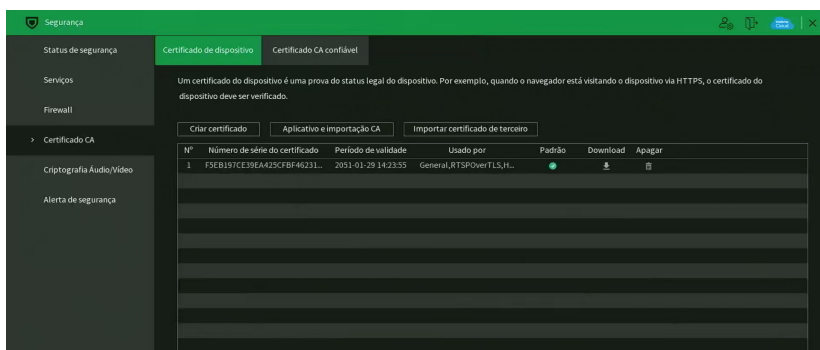 Segurança
Status de segurança
Serviços
Firewall
> Certificado CA
Criptografia Áudio/Vídeo
Alerta de segurança
Certificado de dispositivo Certificado CA confiável
Um certificado do dispositivo é uma prova do status legal do dispositivo. Por exemplo, quando o navegador está visitando o dispositivo via HTTPS, o certificado do
dispositivo deve ser verificado.
Criar certificado Aplicativo e importação CA Importar certificado de terceiro
N° Número de série do certificado Período de validade Usado por Padrão Download Apagar
1 F5EB197CE39EA425CFBF46231... 2051-01-29 14:23:55 General,RTSPOverTLS,H...